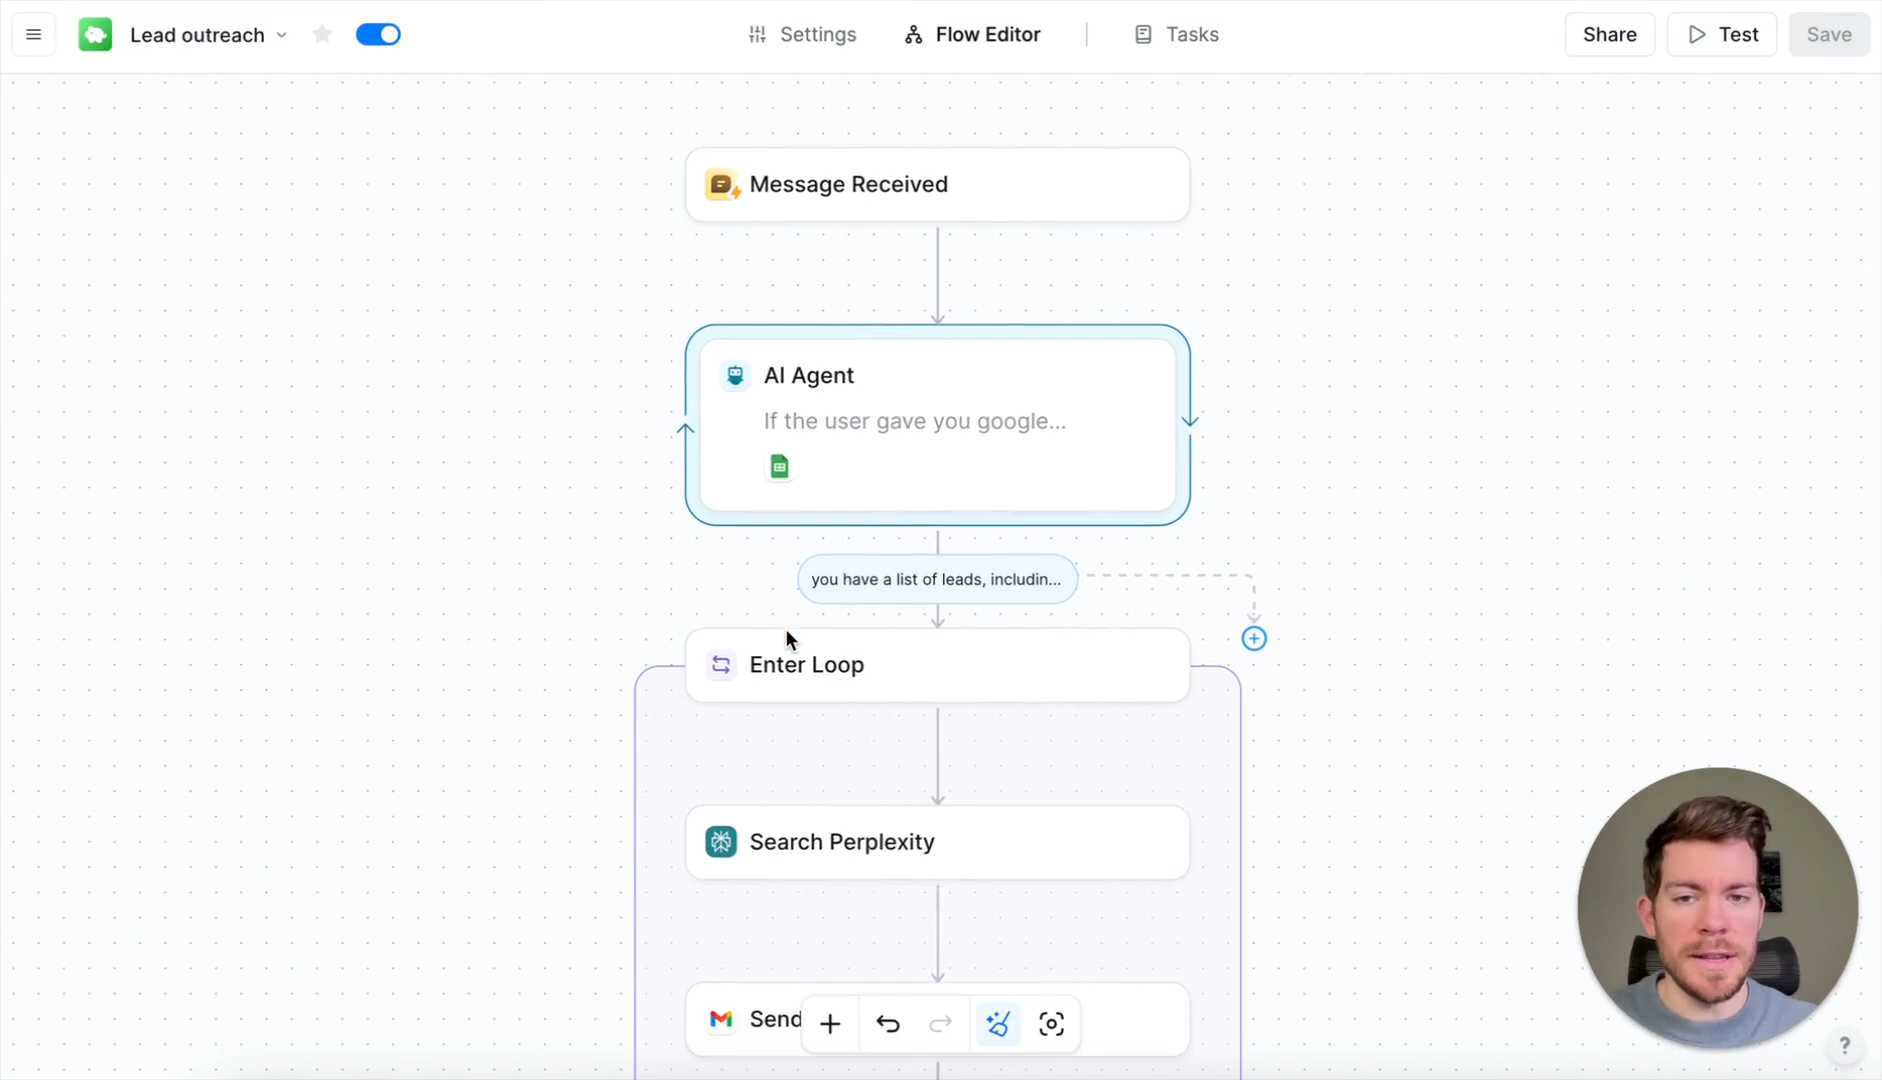 Lead outreach
Settings
Flow Editor
Tasks
Share
Test
Save
Message Received
AI Agent
If the user gave you google...
you have a list of leads, includin...
Enter Loop
Search Perplexity
Send
?